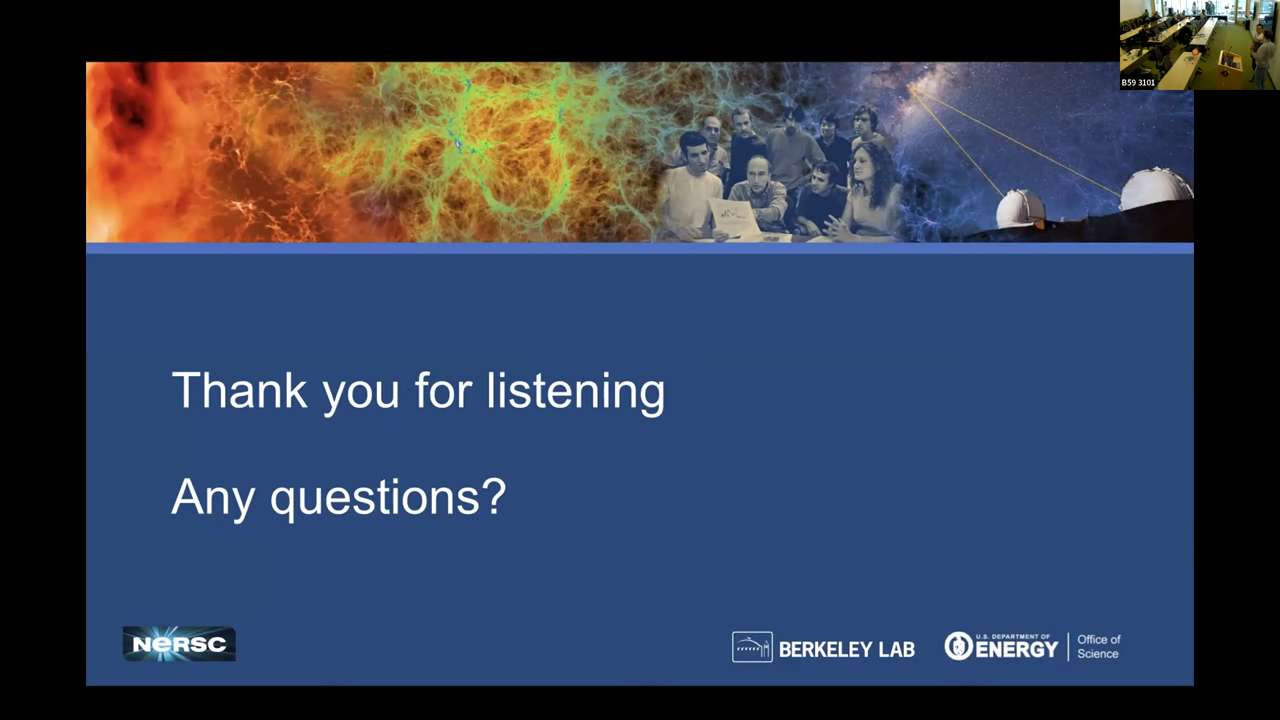 B59 3101
Thank you for listening
Any questions?
NERSC
BERKELEY LAB
U.S. DEPARTMENT OF
ENERGY
Office of
Science